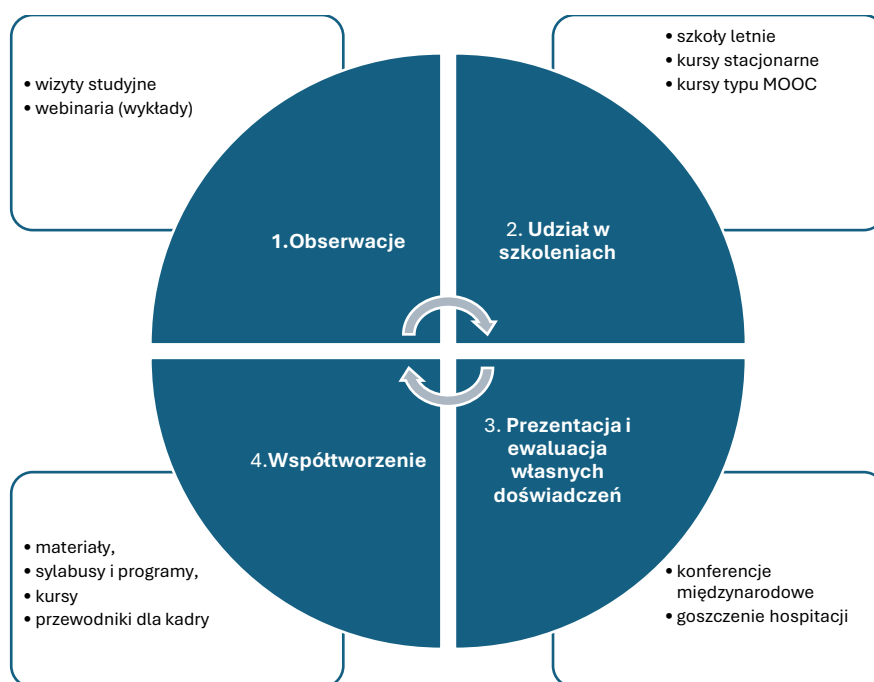 • wizyty studyjne
• webinaria (wykłady)
• szkoły letnie
• kursy stacjonarne
• kursy typu MOOC
1.Obserwacje
2. Udział w
szkoleniach
4.Współtworzenie
3. Prezentacja i
ewaluacja
własnych
doświadczeń
• materiały,
• sylabusy i programy,
• kursy
• przewodniki dla kadry
• konferencje
międzynarodowe
• goszczenie hospitacji